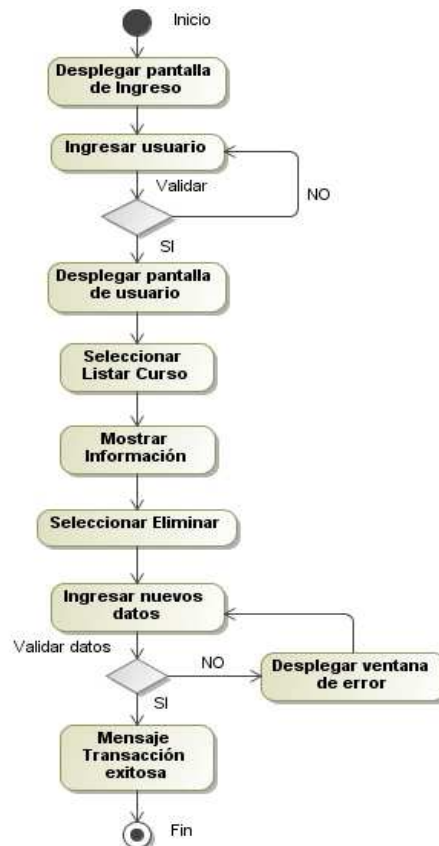 Inicio
Desplegar pantalla
de Ingreso
Ingresar usuario
Validar
NO
SI
Desplegar pantalla
de usuario
Seleccionar
Listar Curso
Mostrar
Información
Seleccionar Eliminar
Ingresar nuevos
datos
Validar datos
NO
Desplegar ventana
de error
SI
Mensaje
Transacción
exitosa
Fin